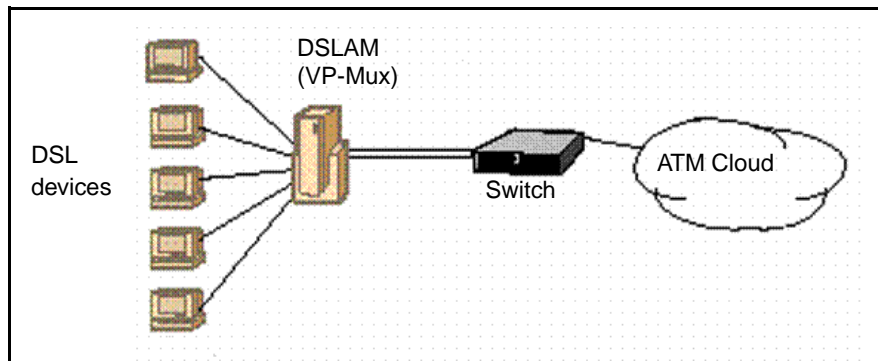 DSLAM
(VP-Mux)
DSL
devices
ATM Cloud
Switch